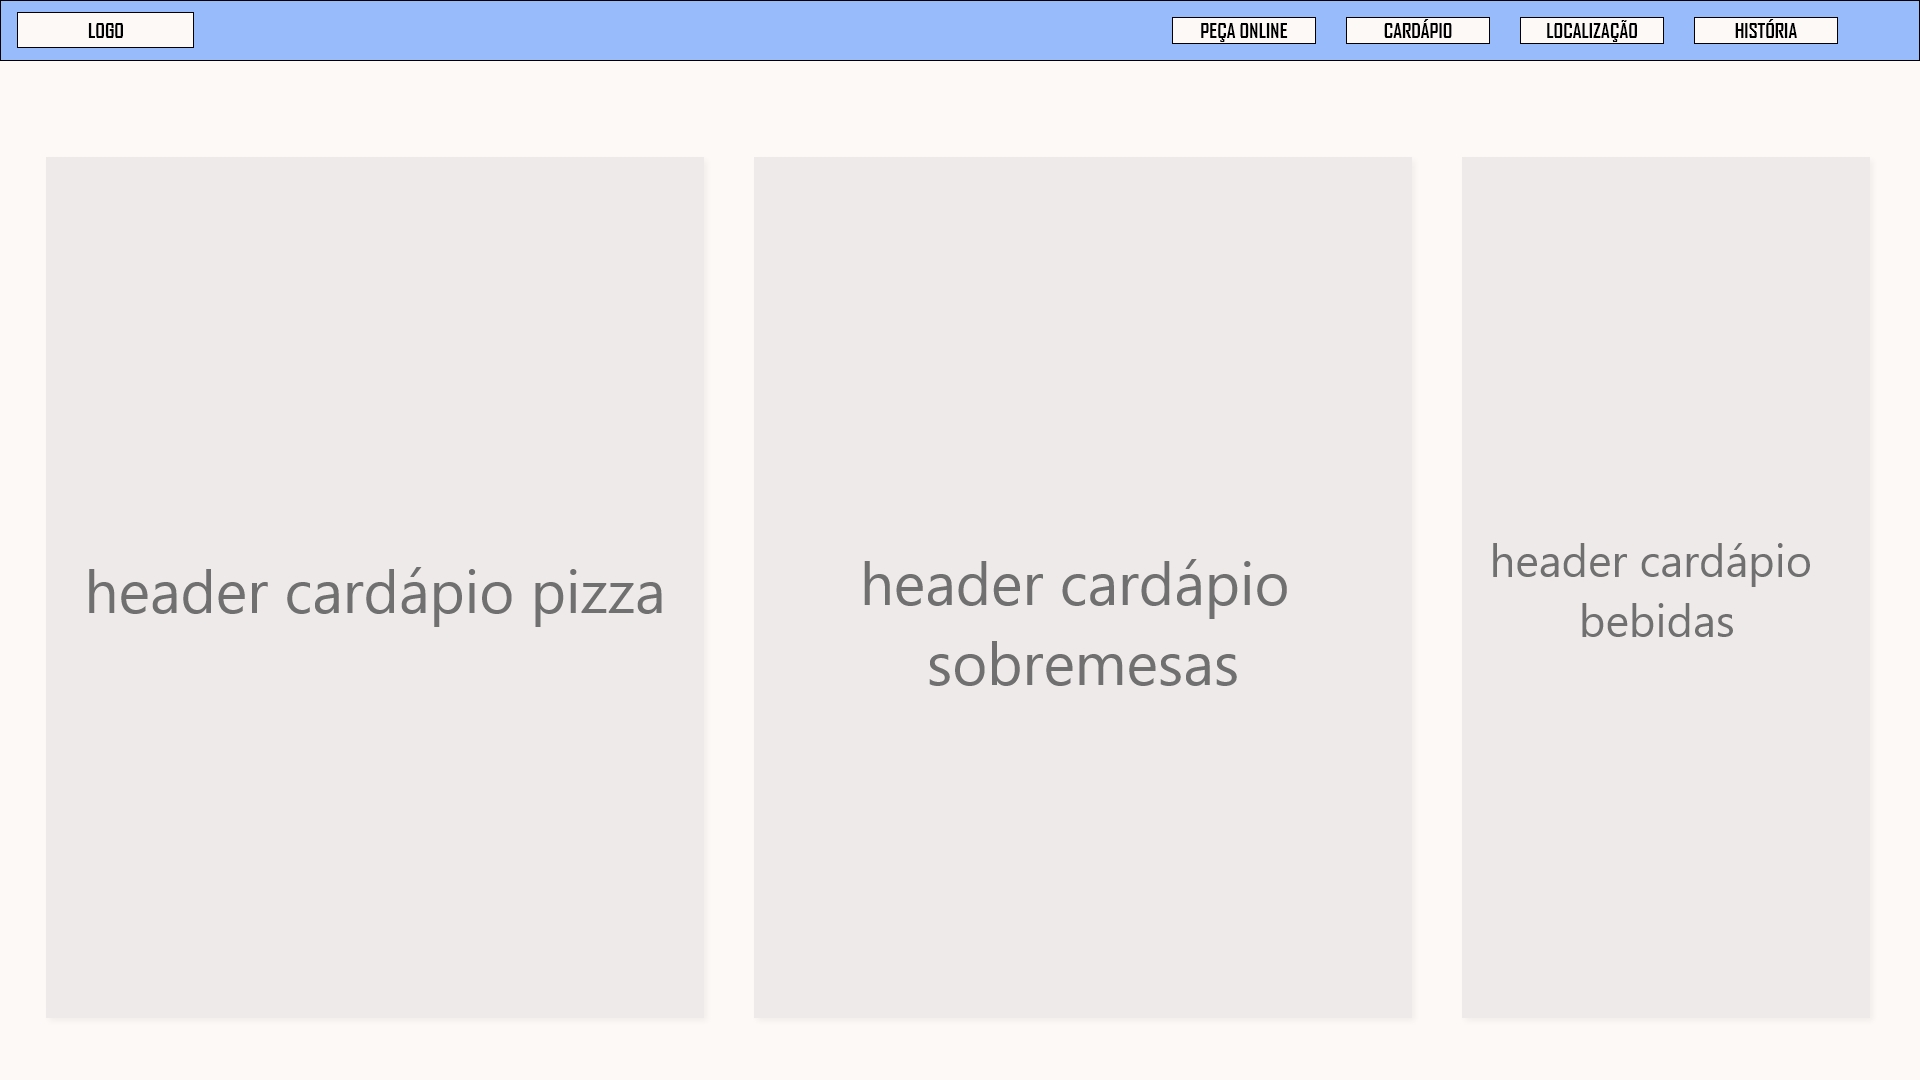 LOGO
PEÇA ONLINE
CARDÁPIO
LOCALIZAÇÃO
HISTÓRIA
header cardápio pizza
header cardápio
sobremesas
header cardápio
bebidas